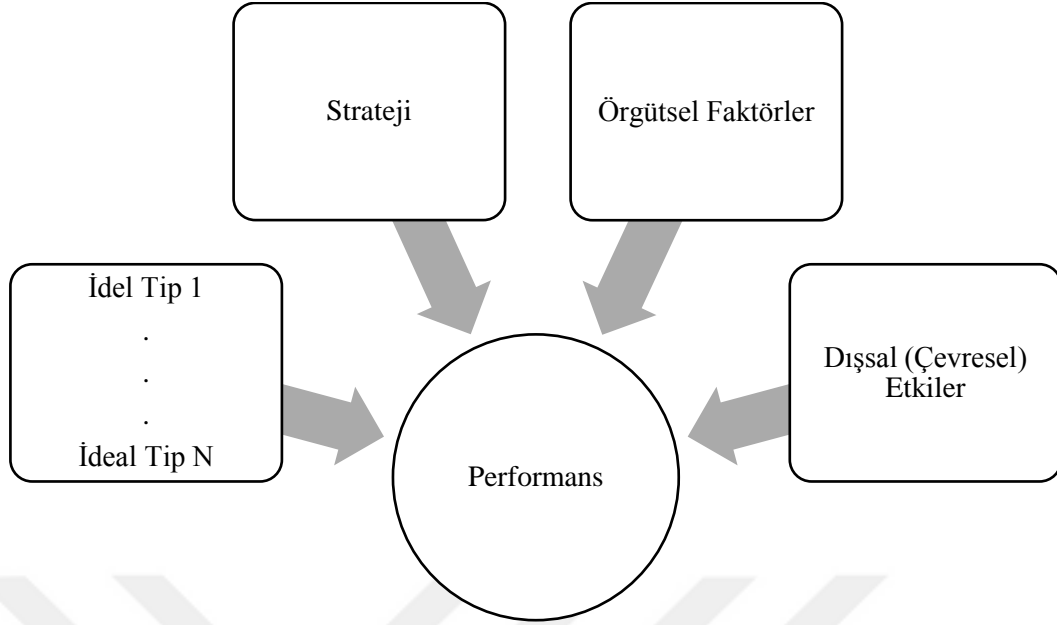 Strateji
Örgütsel Faktörler
İdel Tip 1
.
.
.
İdeal Tip N
Dışsal (Çevresel)
Etkiler
Performans